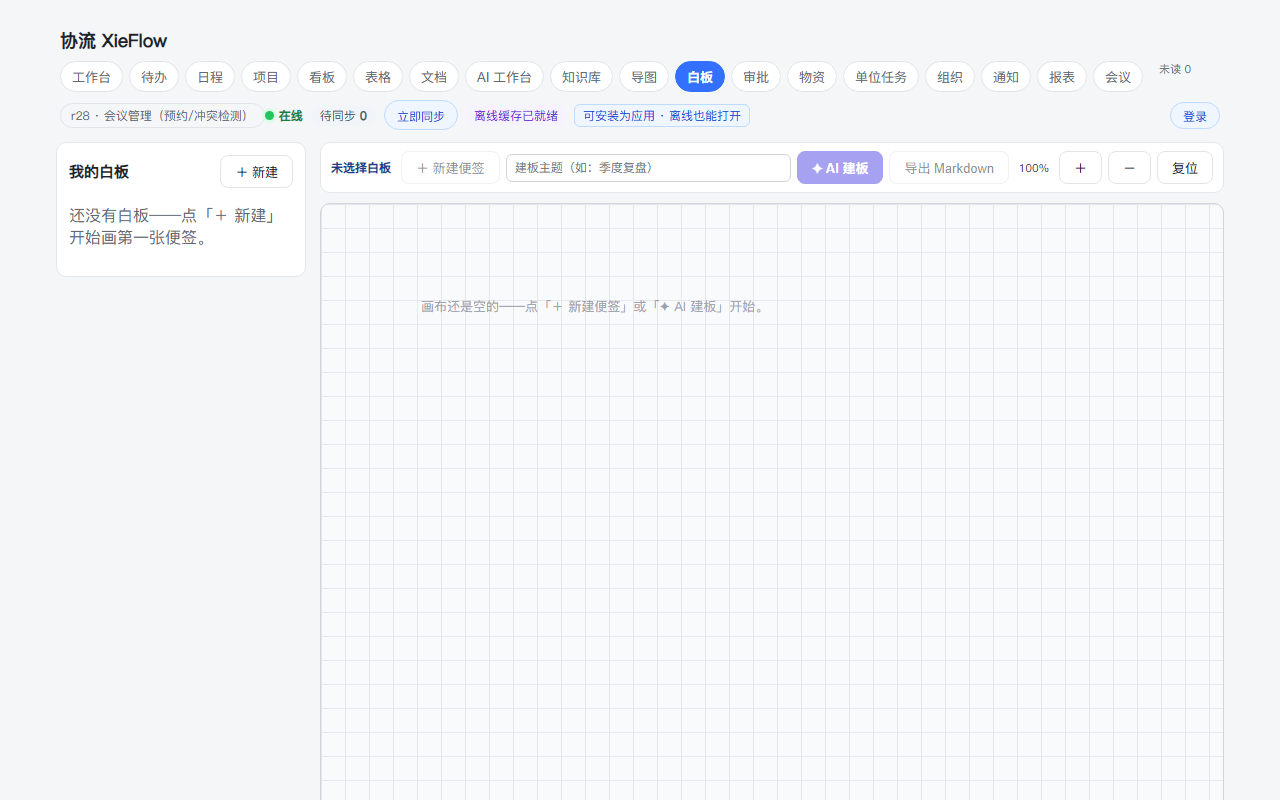 协流 XieFlow
工作台 待办 日程 项目 看板 表格 文档 AI 工作台 知识库 导图 白板 审批 物资 单位任务 组织 通知 报表 会议 未读 0
r28 · 会议管理（预约/冲突检测） 在线 待同步 0 立即同步 离线缓存已就绪 可安装为应用 · 离线也能打开 登录
我的白板 ＋ 新建
还没有白板——点「＋ 新建」
开始画第一张便签。
未选择白板 ＋ 新建便签 建板主题（如：季度复盘） ✦ AI 建板 导出 Markdown 100% ＋ － 复位
画布还是空的——点「＋ 新建便签」或「✦ AI 建板」开始。